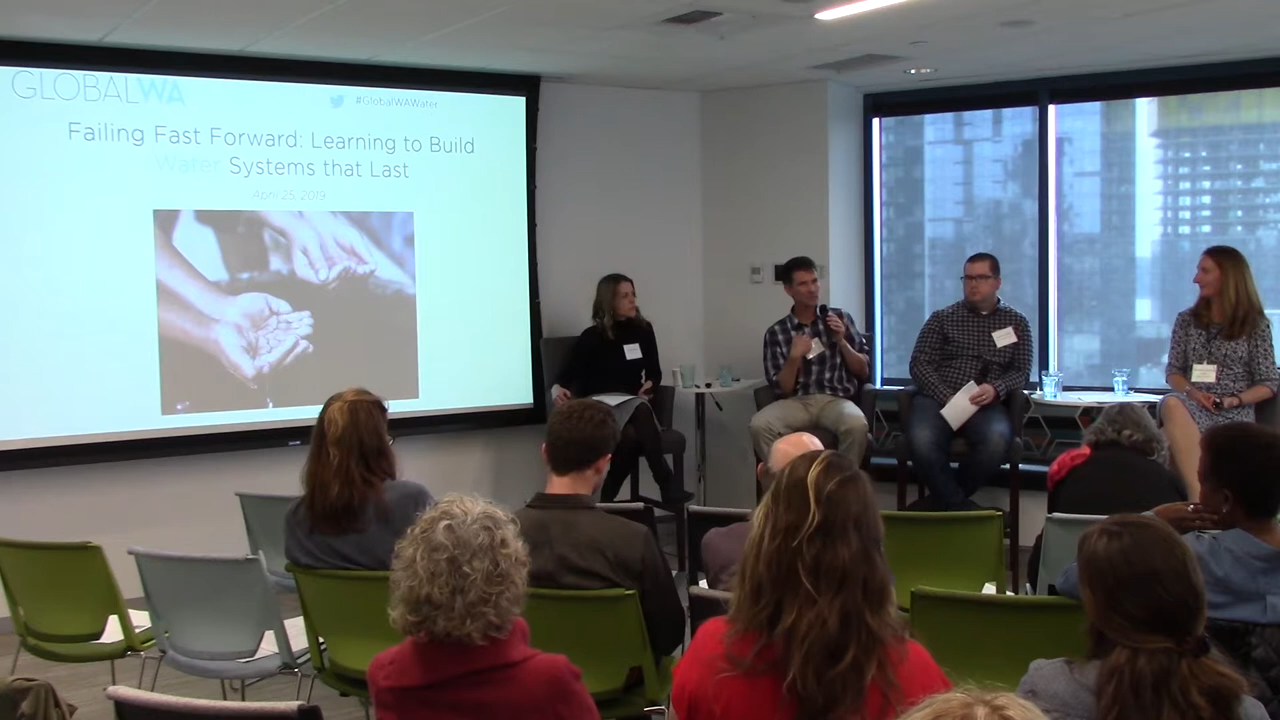 GLOBALWA
#GlobalWAWater
Failing Fast Forward: Learning to Build
Water Systems that Last
April 25, 2019